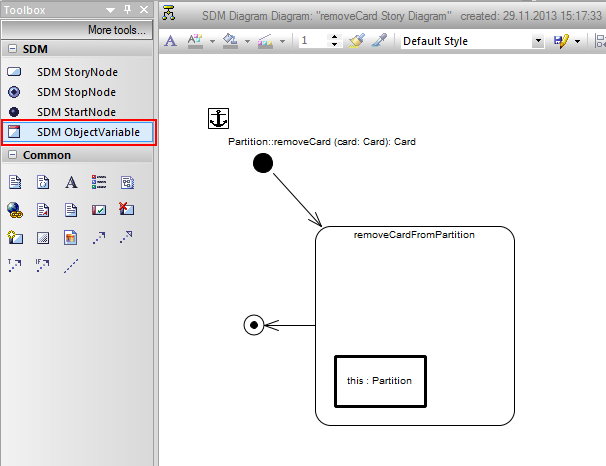 Toolbox
More tools...
SDM
SDM StoryNode
SDM StopNode
SDM StartNode
SDM ObjectVariable
Common
A
T
IF
SDM Diagram Diagram: "removeCard Story Diagram" created: 29.11.2013 15:17:33
A 1 Default Style
Partition::removeCard (card: Card): Card
removeCardFromPartition
this : Partition